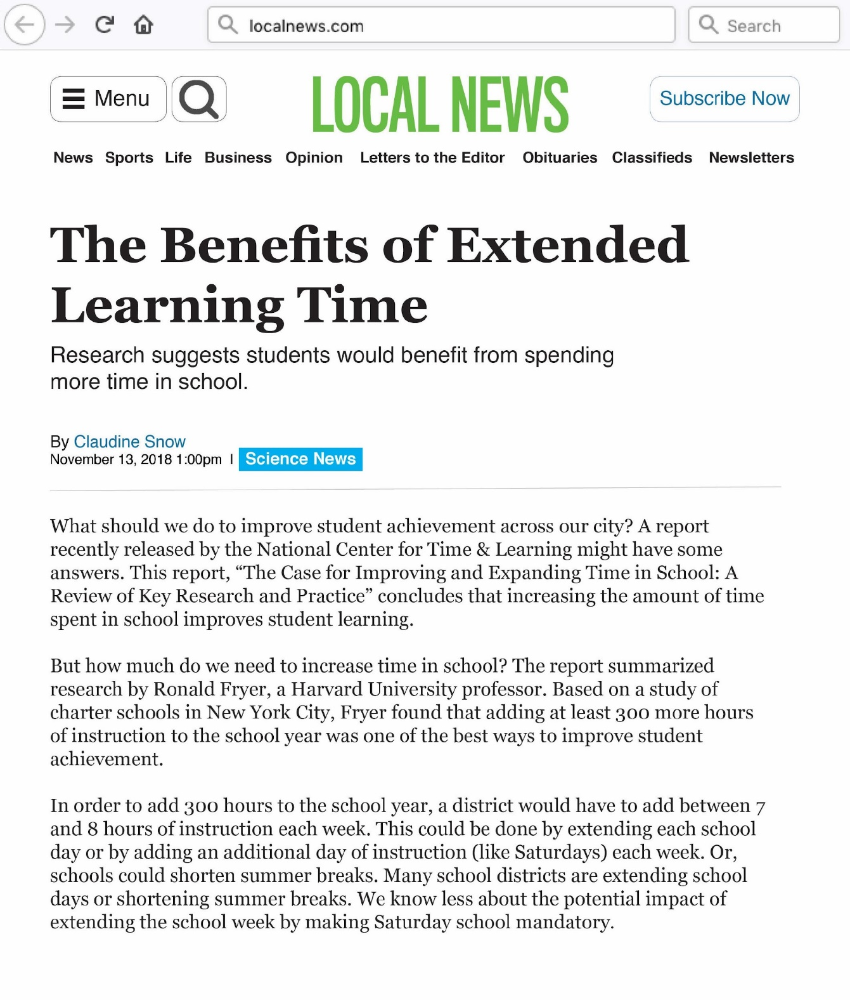 localnews.com
Search
Menu
LOCAL NEWS
Subscribe Now
News Sports Life Business Opinion Letters to the Editor Obituaries Classifieds Newsletters
The Benefits of Extended
Learning Time
Research suggests students would benefit from spending
more time in school.
By Claudine Snow
November 13, 2018 1:00pm | Science News
What should we do to improve student achievement across our city? A report
recently released by the National Center for Time & Learning might have some
answers. This report, “The Case for Improving and Expanding Time in School: A
Review of Key Research and Practice” concludes that increasing the amount of time
spent in school improves student learning.
But how much do we need to increase time in school? The report summarized
research by Ronald Fryer, a Harvard University professor. Based on a study of
charter schools in New York City, Fryer found that adding at least 300 more hours
of instruction to the school year was one of the best ways to improve student
achievement.
In order to add 300 hours to the school year, a district would have to add between 7
and 8 hours of instruction each week. This could be done by extending each school
day or by adding an additional day of instruction (like Saturdays) each week. Or,
schools could shorten summer breaks. Many school districts are extending school
days or shortening summer breaks. We know less about the potential impact of
extending the school week by making Saturday school mandatory.